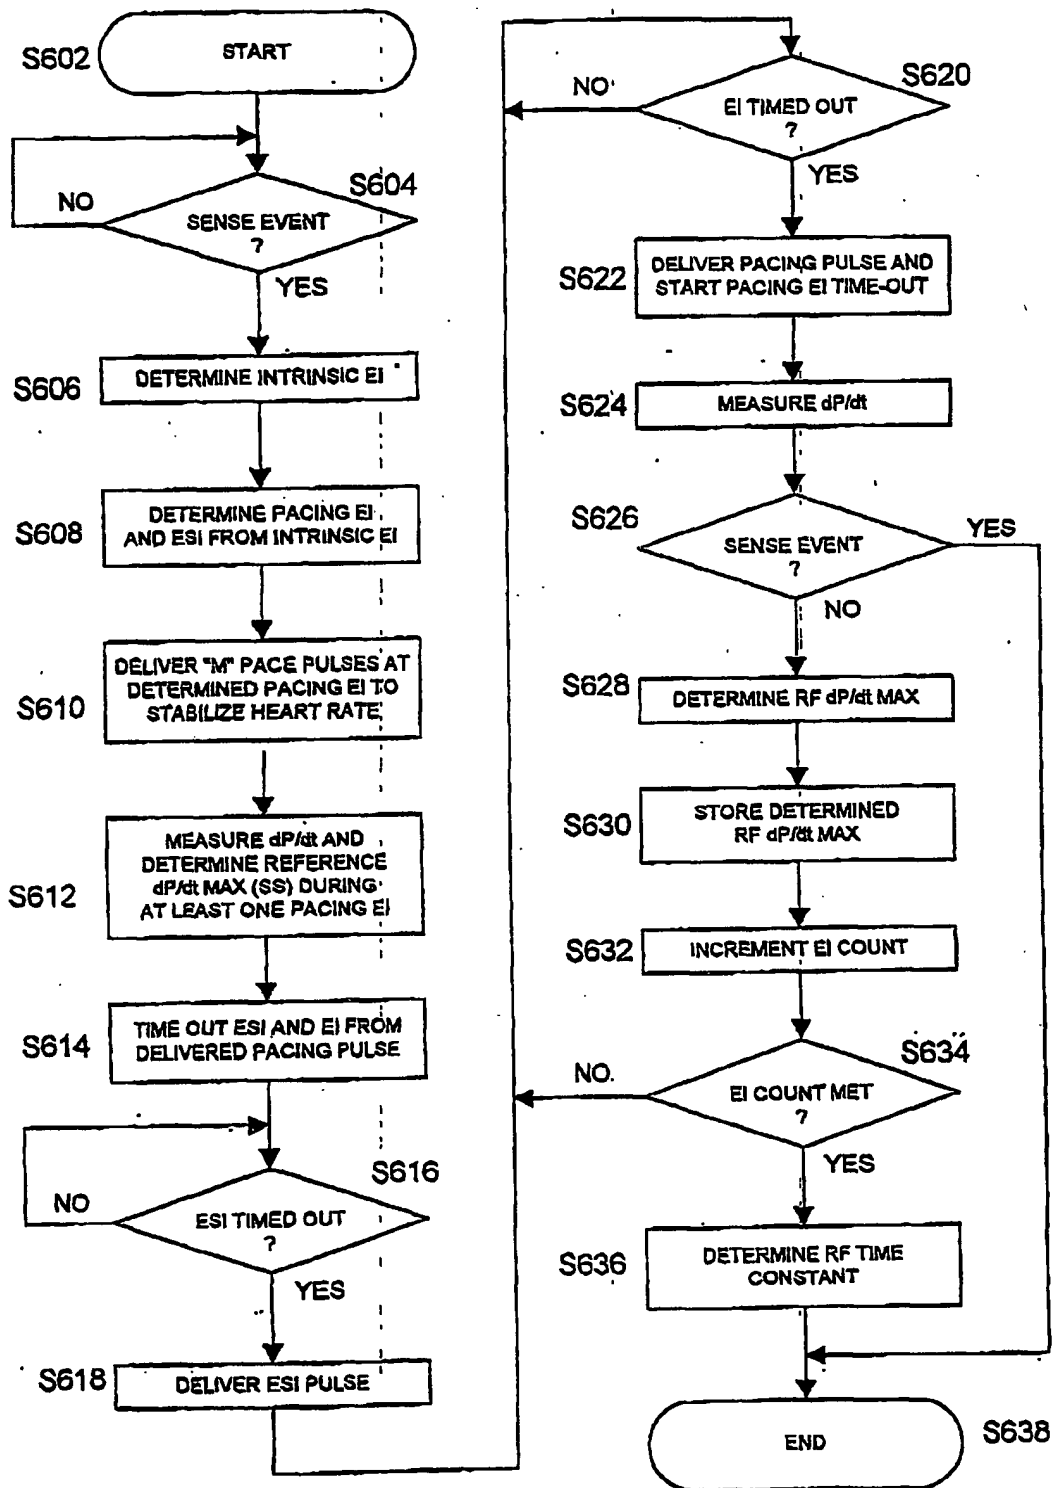 S602
START
S604
NO
SENSE EVENT
?
YES
S606
DETERMINE INTRINSIC EI
S608
DETERMINE PACING EI
AND ESI FROM INTRINSIC EI
S610
DELIVER "M" PACE PULSES AT
DETERMINED PACING EI TO
STABILIZE HEART RATE
S612
MEASURE dP/dt AND
DETERMINE REFERENCE
dP/dt MAX (SS) DURING
AT LEAST ONE PACING EI
S614
TIME OUT ESI AND EI FROM
DELIVERED PACING PULSE
S616
NO
ESI TIMED OUT
?
YES
S618
DELIVER ESI PULSE
S620
NO
EI TIMED OUT
?
YES
S622
DELIVER PACING PULSE AND
START PACING EI TIME-OUT
S624
MEASURE dP/dt
S626
YES
SENSE EVENT
?
NO
S628
DETERMINE RF dP/dt MAX
S630
STORE DETERMINED
RF dP/dt MAX
S632
INCREMENT EI COUNT
S634
NO
EI COUNT MET
?
YES
S636
DETERMINE RF TIME
CONSTANT
END
S638